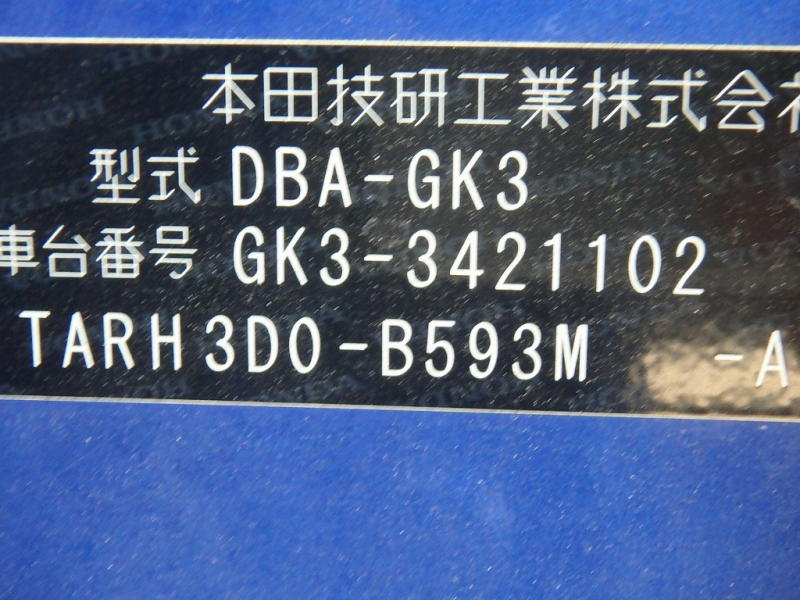 本田技研工業株式会社
型式 DBA-GK3
車台番号 GK3-3421102
TARH3D0-B593M -A